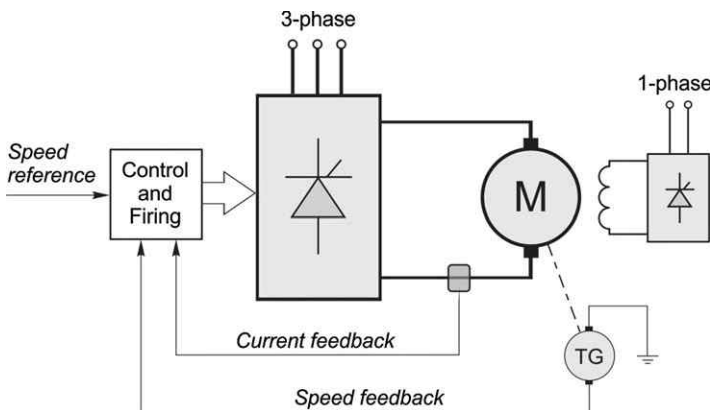 3-phase
1-phase
Speed
reference
Control
and
Firing
M
Current feedback
TG
Speed feedback